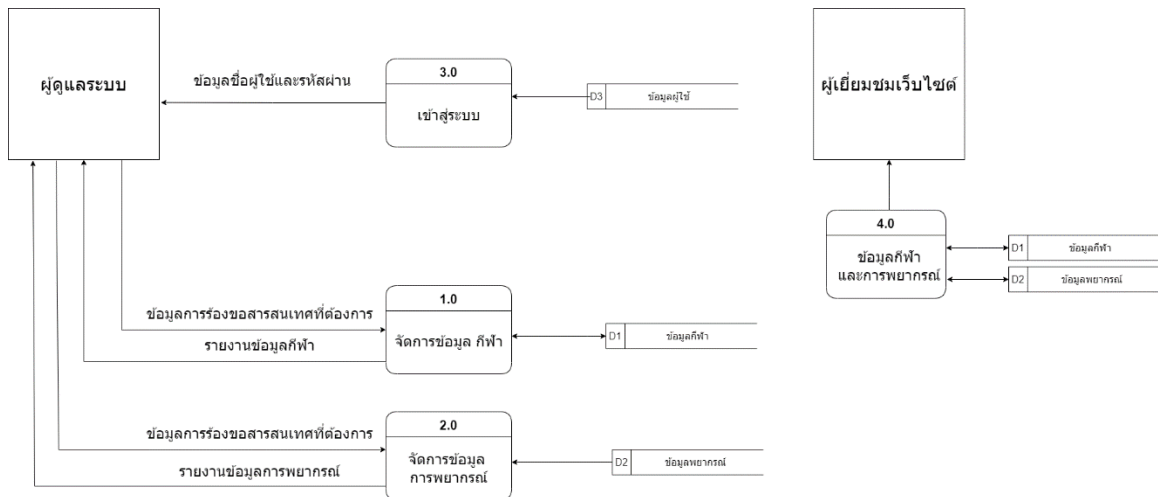 ผู้ดูแลระบบ
ข้อมูลชื่อผู้ใช้และรหัสผ่าน
3.0
เข้าสู่ระบบ
D3
ข้อมูลผู้ใช้
ผู้เยี่ยมชมเว็บไซต์
4.0
ข้อมูลกีฬา
และการพยากรณ์
D1
ข้อมูลกีฬา
D2
ข้อมูลพยากรณ์
ข้อมูลการร้องขอสารสนเทศที่ต้องการ
รายงานข้อมูลกีฬา
1.0
จัดการข้อมูล กีฬา
D1
ข้อมูลกีฬา
ข้อมูลการร้องขอสารสนเทศที่ต้องการ
รายงานข้อมูลการพยากรณ์
2.0
จัดการข้อมูล
การพยากรณ์
D2
ข้อมูลพยากรณ์